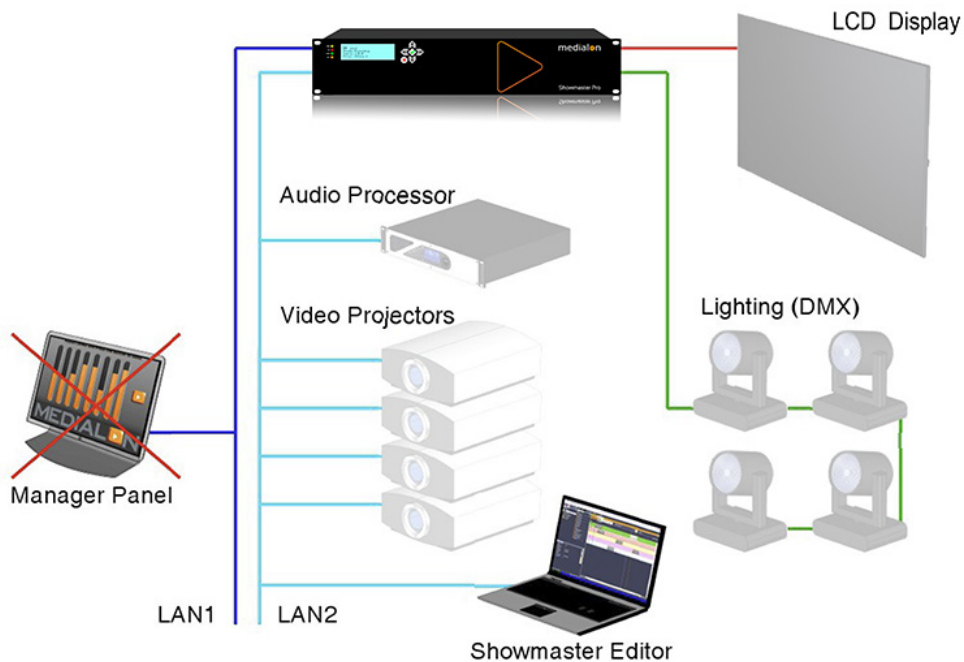 LCD Display
medialon
Showmaster Pro
Audio Processor
Video Projectors
Lighting (DMX)
MEDIALON
Manager Panel
LAN1
LAN2
Showmaster Editor